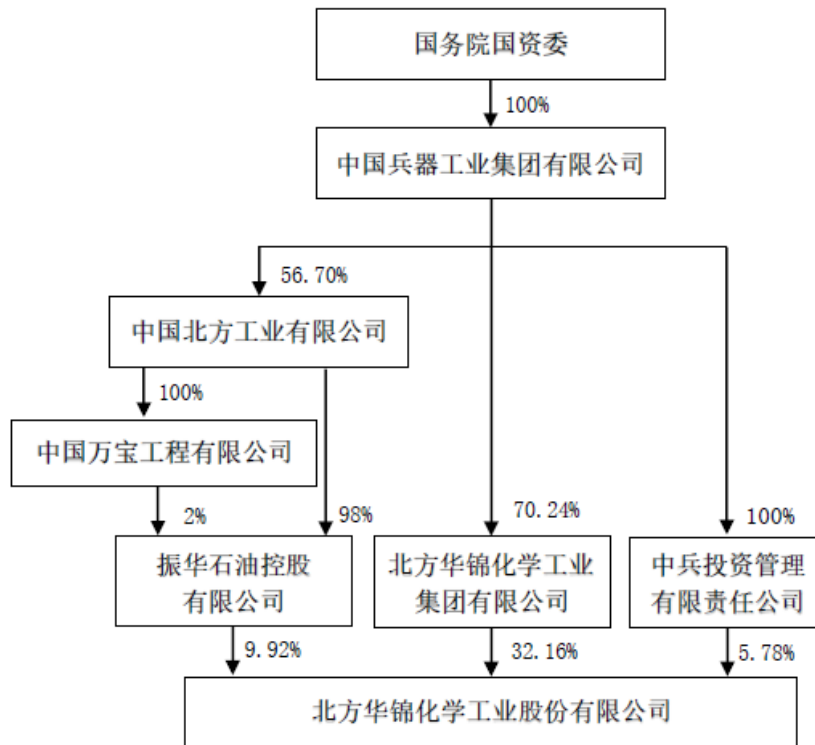 国务院国资委
100%
中国兵器工业集团有限公司
56.70%
中国北方工业有限公司
100%
中国万宝工程有限公司
2%
98%
70.24%
100%
振华石油控股
有限公司
北方华锦化学工业
集团有限公司
中兵投资管理
有限责任公司
9.92%
32.16%
5.78%
北方华锦化学工业股份有限公司